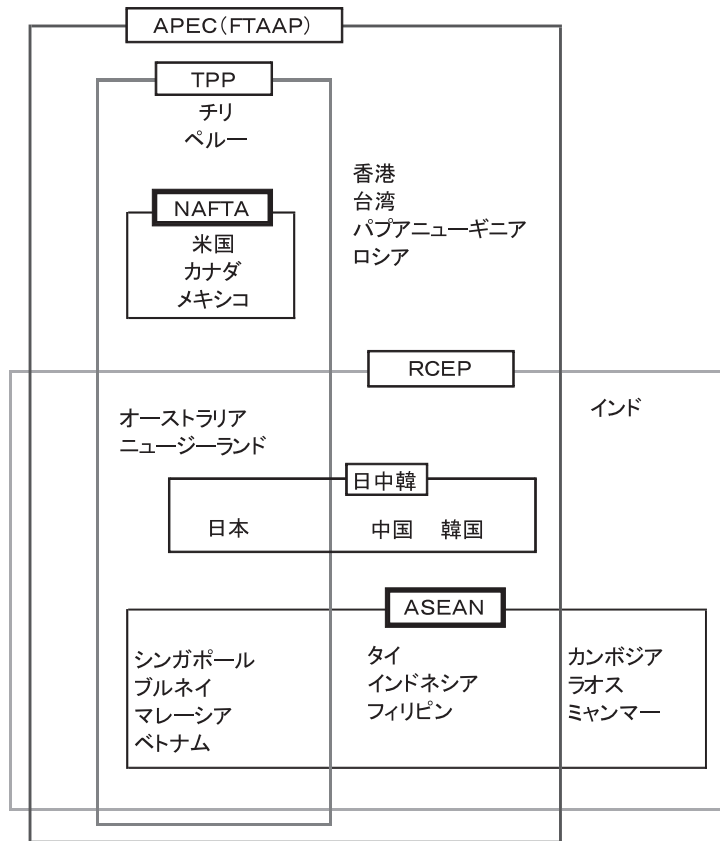 APEC(FTAAP)
TPP
チリ
ペルー
香港
台湾
パプアニューギニア
ロシア
NAFTA
米国
カナダ
メキシコ
RCEP
インド
オーストラリア
ニュージーランド
日中韓
日本
中国 韓国
ASEAN
シンガポール
ブルネイ
マレーシア
ベトナム
タイ
インドネシア
フィリピン
カンボジア
ラオス
ミャンマー